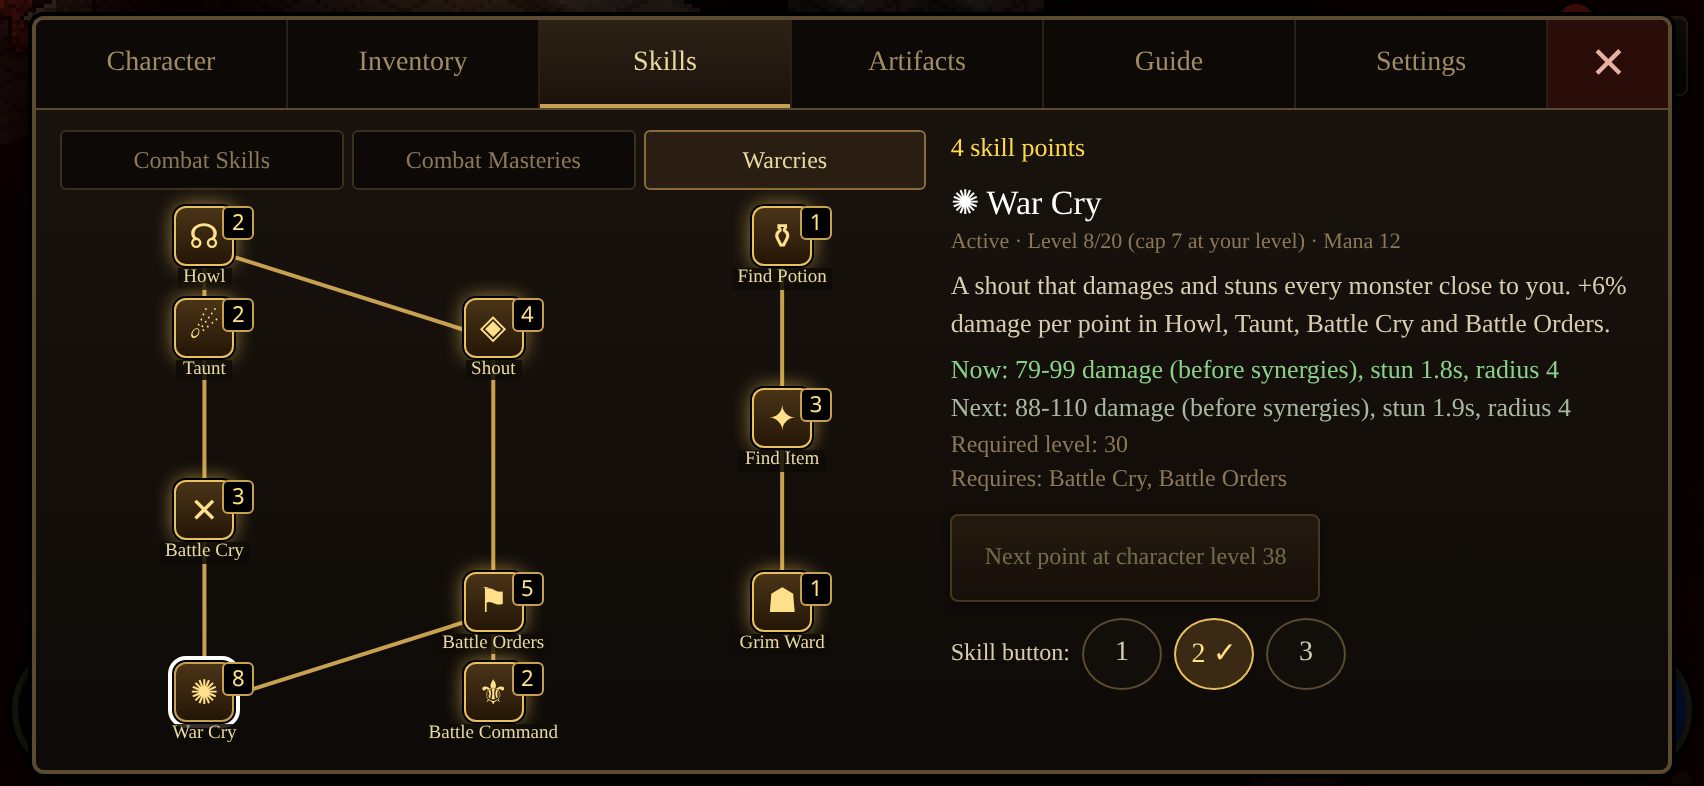 Character
Inventory
Skills
Artifacts
Guide
Settings
✕
Combat Skills
Combat Masteries
Warcries
2
Howl
2
Taunt
4
Shout
3
Battle Cry
5
Battle Orders
8
War Cry
2
Battle Command
1
Find Potion
3
Find Item
1
Grim Ward
4 skill points
War Cry
Active · Level 8/20 (cap 7 at your level) · Mana 12
A shout that damages and stuns every monster close to you. +6%
damage per point in Howl, Taunt, Battle Cry and Battle Orders.
Now: 79-99 damage (before synergies), stun 1.8s, radius 4
Next: 88-110 damage (before synergies), stun 1.9s, radius 4
Required level: 30
Requires: Battle Cry, Battle Orders
Next point at character level 38
Skill button: 1 2 ✓ 3